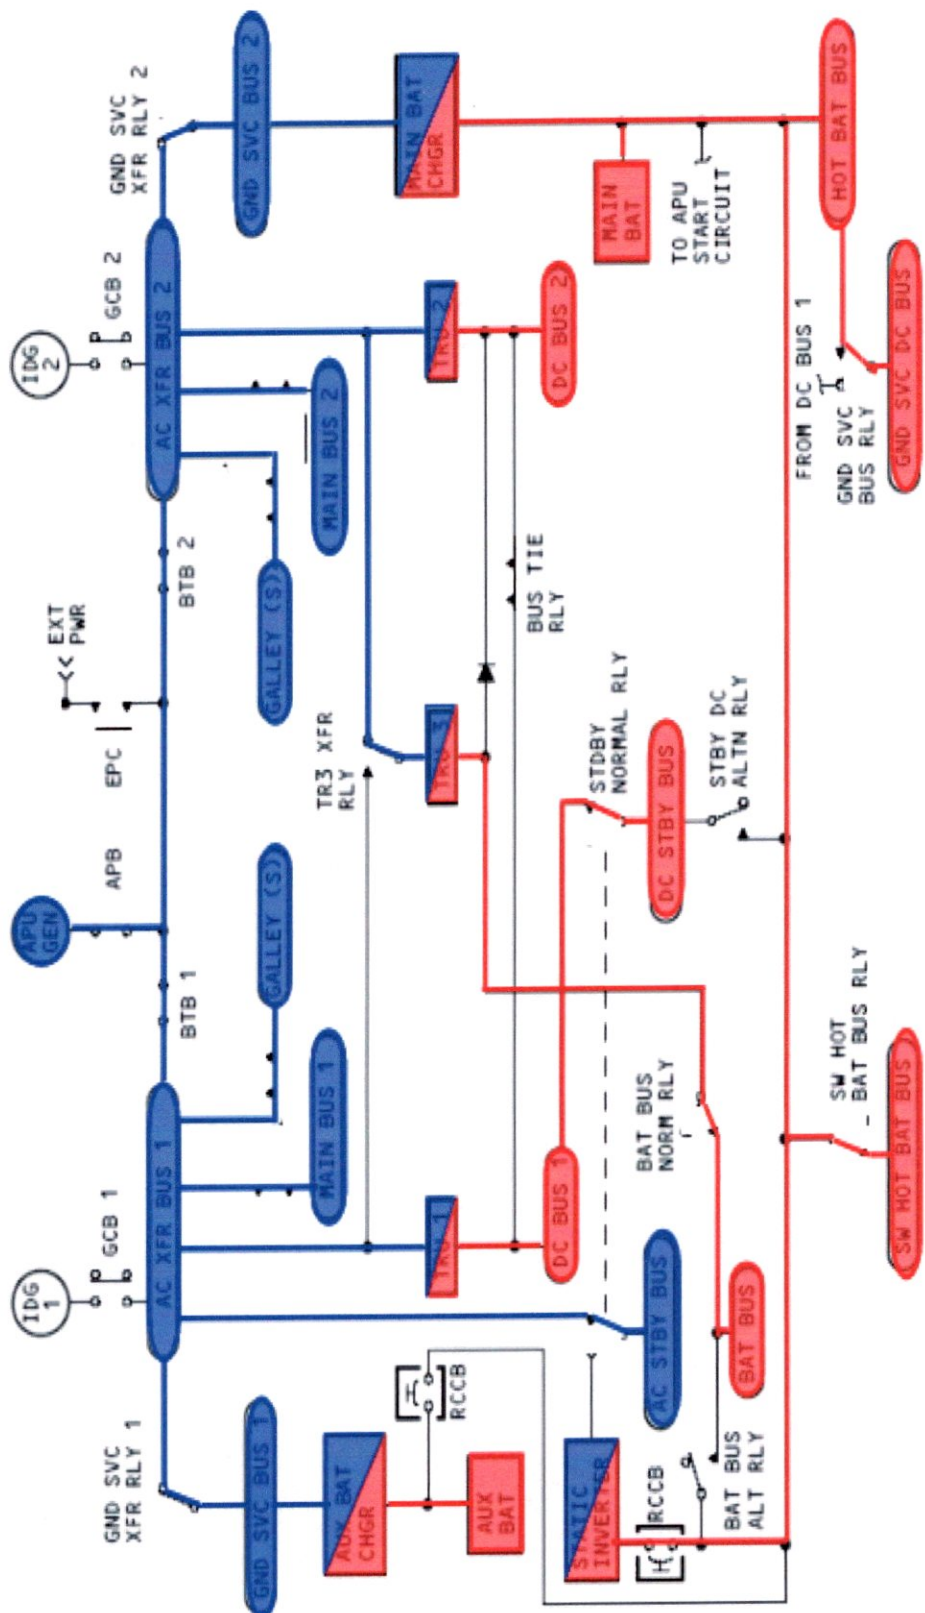 IDG
1
GCB 1
GND SVC
XFR RLY 1
AC XFR BUS 1
BTB 1
APU
GEN
APB
EPC
<< EXT
PWR
BTB 2
AC XFR BUS 2
IDG
2
GCB 2
GND SVC
XFR RLY 2
GND SVC BUS 1
MAIN BUS 1
GALLEY (S)
GALLEY (S)
MAIN BUS 2
GND SVC BUS 2
AUX BAT
CHGR
TRU 1
TR3 XFR
RLY
TRU 3
TRU 2
MAIN BAT
CHGR
RCCB
AUX
BAT
DC BUS 1
BUS TIE
RLY
DC BUS 2
MAIN
BAT
TO APU
START
CIRCUIT
STATIC
INVERTER
AC STBY BUS
BAT BUS
NORM RLY
STDBY
NORMAL RLY
DC STBY BUS
STBY DC
ALTN RLY
RCCB
BAT BUS
ALT RLY
BAT BUS
FROM DC BUS 1
HOT BAT BUS
GND SVC
BUS RLY
SW HOT
BAT BUS RLY
SW HOT BAT BUS
GND SVC DC BUS